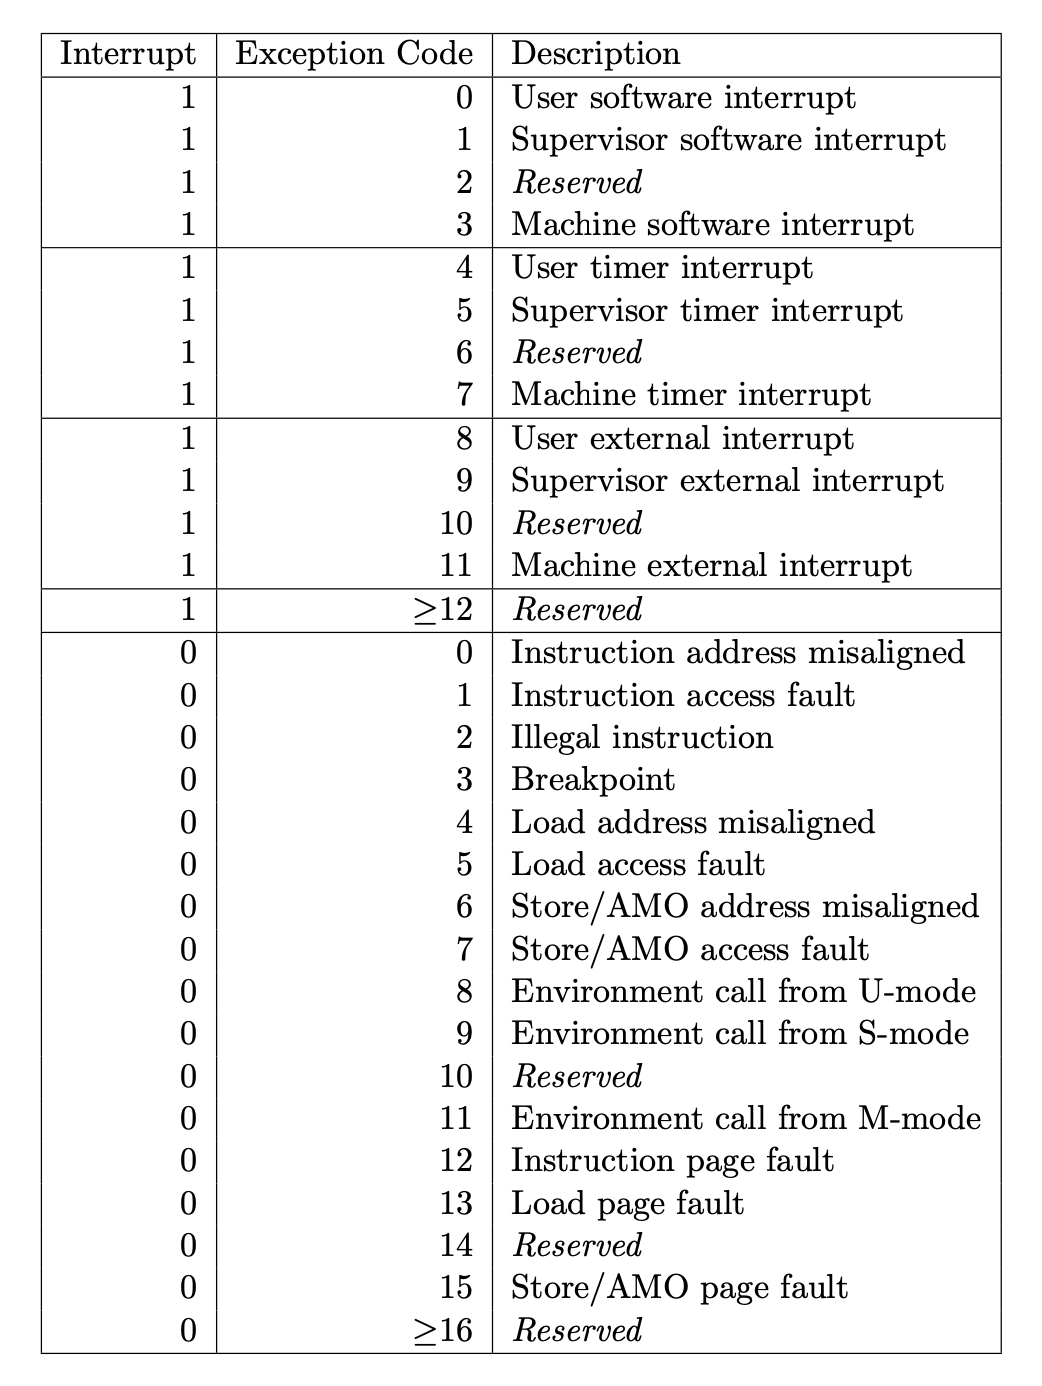 Interrupt Exception Code Description
1 0 User software interrupt
1 1 Supervisor software interrupt
1 2 Reserved
1 3 Machine software interrupt
1 4 User timer interrupt
1 5 Supervisor timer interrupt
1 6 Reserved
1 7 Machine timer interrupt
1 8 User external interrupt
1 9 Supervisor external interrupt
1 10 Reserved
1 11 Machine external interrupt
1 ≥12 Reserved
0 0 Instruction address misaligned
0 1 Instruction access fault
0 2 Illegal instruction
0 3 Breakpoint
0 4 Load address misaligned
0 5 Load access fault
0 6 Store/AMO address misaligned
0 7 Store/AMO access fault
0 8 Environment call from U-mode
0 9 Environment call from S-mode
0 10 Reserved
0 11 Environment call from M-mode
0 12 Instruction page fault
0 13 Load page fault
0 14 Reserved
0 15 Store/AMO page fault
0 ≥16 Reserved